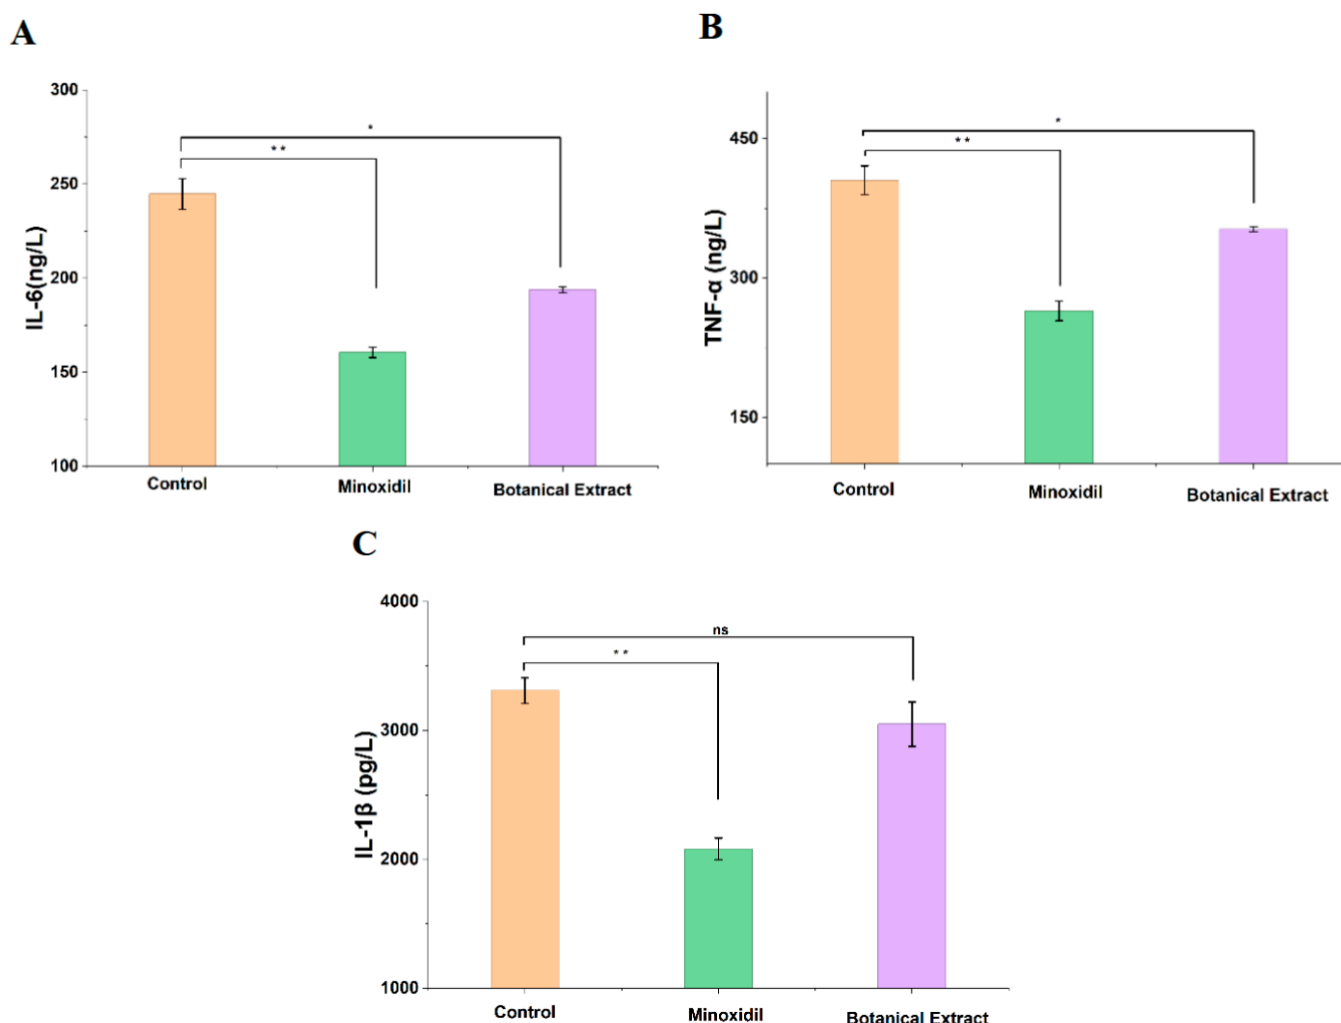 A
300
250
200
150
100
IL-6(ng/L)
*
**
Control
Minoxidil
Botanical Extract
B
450
300
150
TNF-α (ng/L)
*
**
Control
Minoxidil
Botanical Extract
C
4000
3000
2000
1000
IL-1β (pg/L)
ns
**
Control
Minoxidil
Botanical Extract